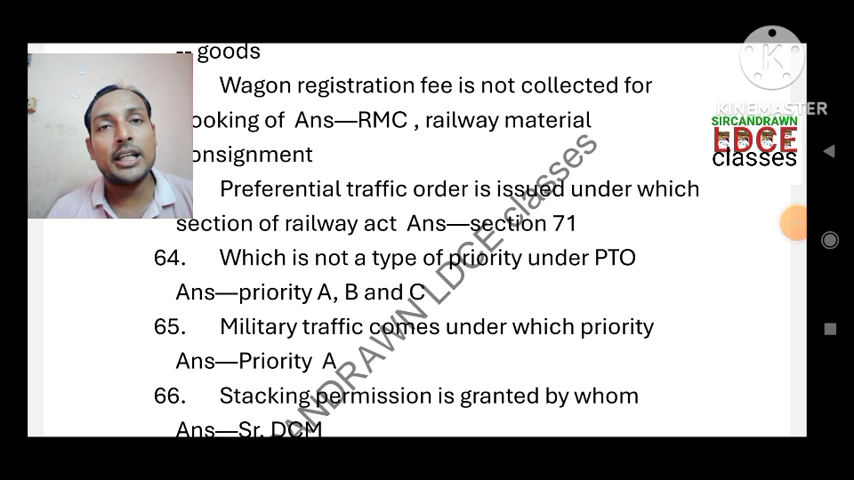 -- goods
Wagon registration fee is not collected for
ooking of Ans—RMC , railway material
onsignment
Preferential traffic order is issued under which
section of railway act Ans—section 71
64. Which is not a type of priority under PTO
Ans—priority A, B and C
65. Military traffic comes under which priority
Ans—Priority A
66. Stacking permission is granted by whom
Ans—Sr. DCM
ANDRAWN LDCE classes
K
KINEMASTER
SIRCANDRAWN
LDCE
classes